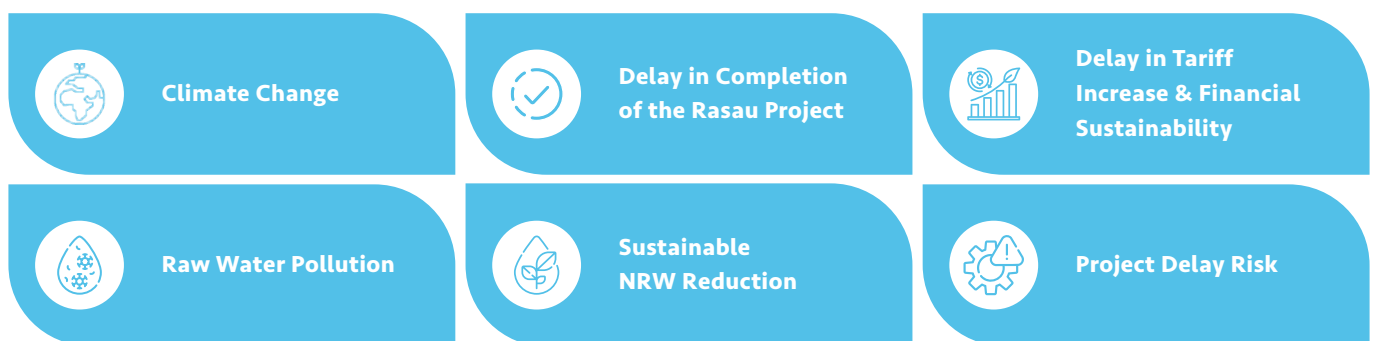 Climate Change
Delay in Completion
of the Rasau Project
Delay in Tariff
Increase & Financial
Sustainability
Raw Water Pollution
Sustainable
NRW Reduction
Project Delay Risk